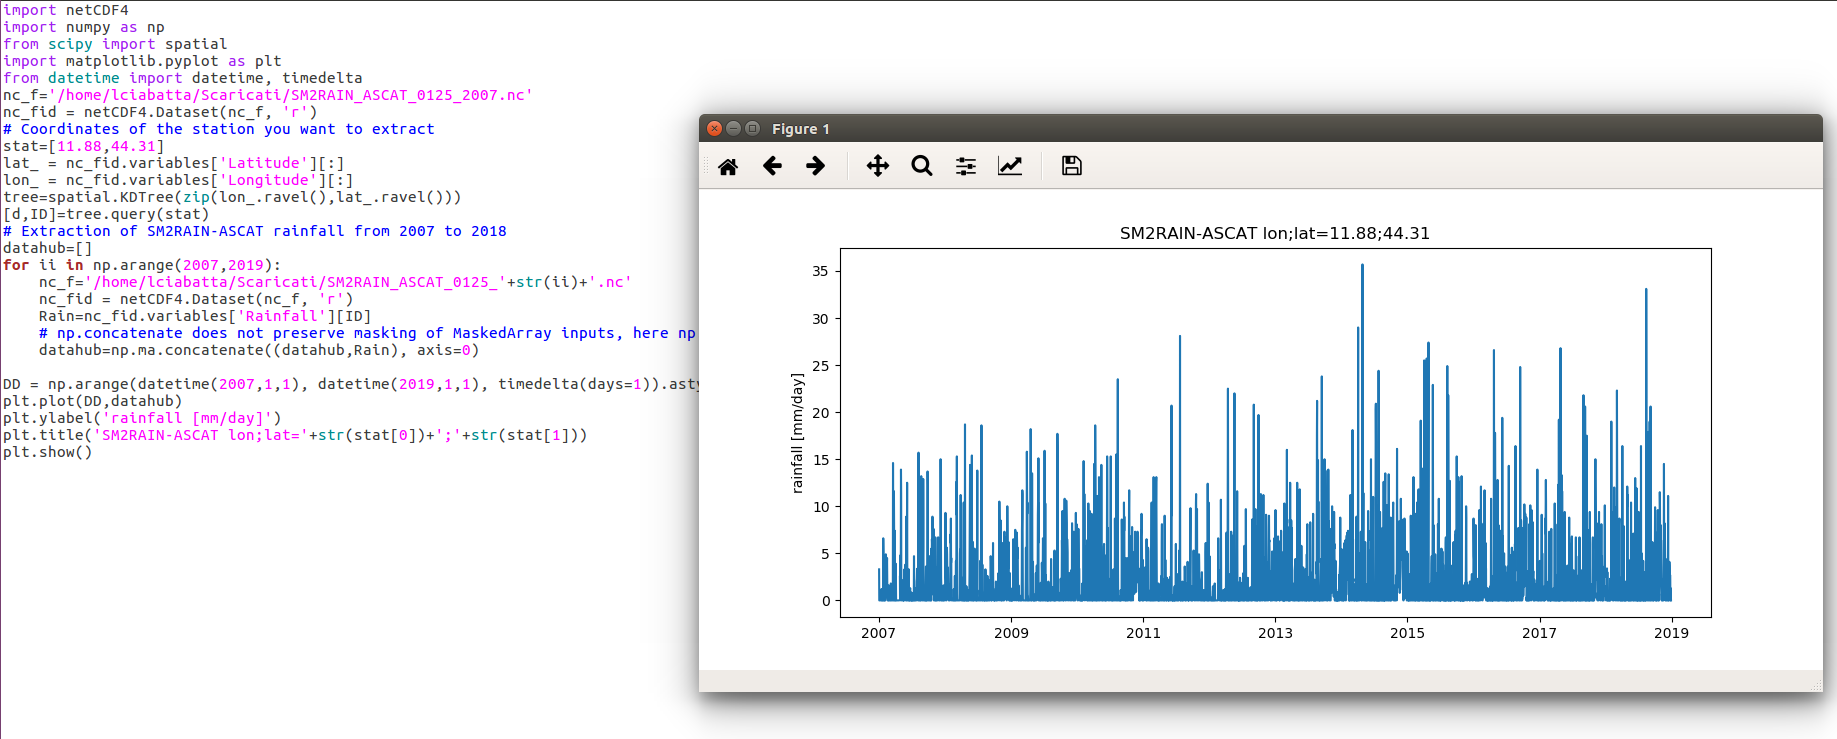 import netCDF4
import numpy as np
from scipy import spatial
import matplotlib.pyplot as plt
from datetime import datetime, timedelta
nc_f='/home/lciabatta/Scaricati/SM2RAIN_ASCAT_0125_2007.nc'
nc_fid = netCDF4.Dataset(nc_f, 'r')
# Coordinates of the station you want to extract
stat=[11.88,44.31]
lat_ = nc_fid.variables['Latitude'][:]
lon_ = nc_fid.variables['Longitude'][:]
tree=spatial.KDTree(zip(lon_.ravel(),lat_.ravel()))
[d,ID]=tree.query(stat)
# Extraction of SM2RAIN-ASCAT rainfall from 2007 to 2018
datahub=[]
for ii in np.arange(2007,2019):
    nc_f='/home/lciabatta/Scaricati/SM2RAIN_ASCAT_0125_'+str(ii)+'.nc'
    nc_fid = netCDF4.Dataset(nc_f, 'r')
    Rain=nc_fid.variables['Rainfall'][ID]
    # np.concatenate does not preserve masking of MaskedArray inputs, here np
    datahub=np.ma.concatenate((datahub,Rain), axis=0)
DD = np.arange(datetime(2007,1,1), datetime(2019,1,1), timedelta(days=1)).asty
plt.plot(DD,datahub)
plt.ylabel('rainfall [mm/day]')
plt.title('SM2RAIN-ASCAT lon;lat='+str(stat[0])+';'+str(stat[1]))
plt.show()
Figure 1
SM2RAIN-ASCAT lon;lat=11.88;44.31
rainfall [mm/day]
35
30
25
20
15
10
5
0
2007 2009 2011 2013 2015 2017 2019